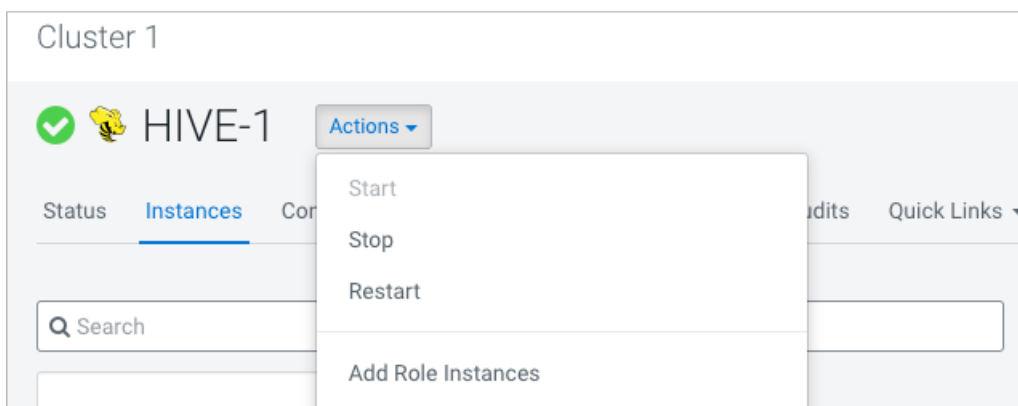 Cluster 1
HIVE-1 Actions
Start
Status Instances Quick Links
Stop
Restart
Search
Add Role Instances